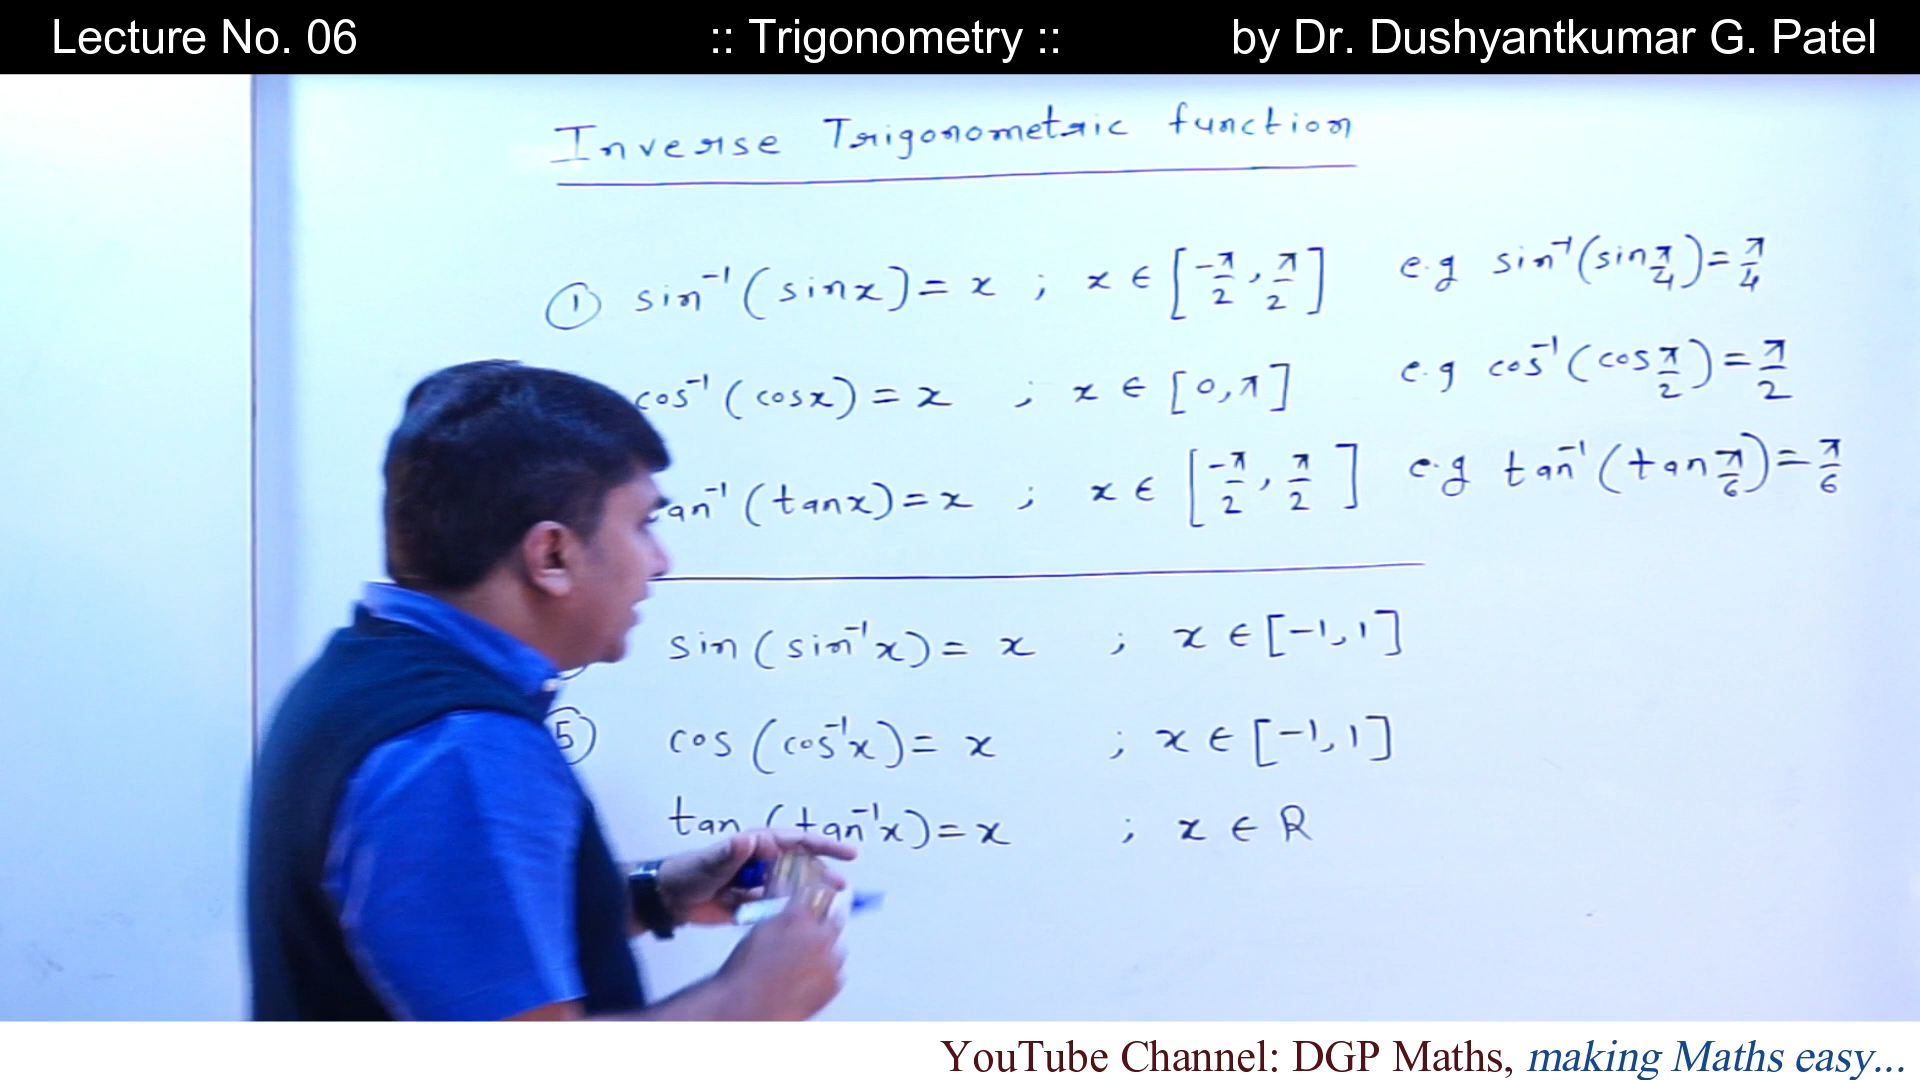 Lecture No. 06 :: Trigonometry :: by Dr. Dushyantkumar G. Patel
Inverse Trigonometric function
① sin⁻¹(sinx) = x ; x ∈ [-π/2, π/2] e.g sin⁻¹(sin π/4) = π/4
cos⁻¹(cosx) = x ; x ∈ [0, π] e.g cos⁻¹(cos π/2) = π/2
an⁻¹(tanx) = x ; x ∈ [-π/2, π/2] e.g tan⁻¹(tan π/6) = π/6
sin(sin⁻¹x) = x ; x ∈ [-1, 1]
⑤ cos(cos⁻¹x) = x ; x ∈ [-1, 1]
tan(tan⁻¹x) = x ; x ∈ R
YouTube Channel: DGP Maths, making Maths easy...